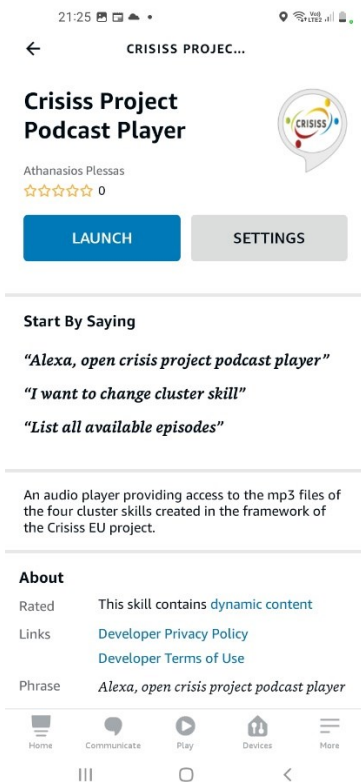 21:25
Vo)) LTE2
CRISISS PROJEC...
Crisiss Project
Podcast Player
CRISISS
Athanasios Plessas
0
LAUNCH
SETTINGS
Start By Saying
“Alexa, open crisis project podcast player”
“I want to change cluster skill”
“List all available episodes”
An audio player providing access to the mp3 files of
the four cluster skills created in the framework of
the Crisiss EU project.
About
Rated This skill contains dynamic content
Links Developer Privacy Policy
Developer Terms of Use
Phrase Alexa, open crisis project podcast player
Home Communicate Play Devices More